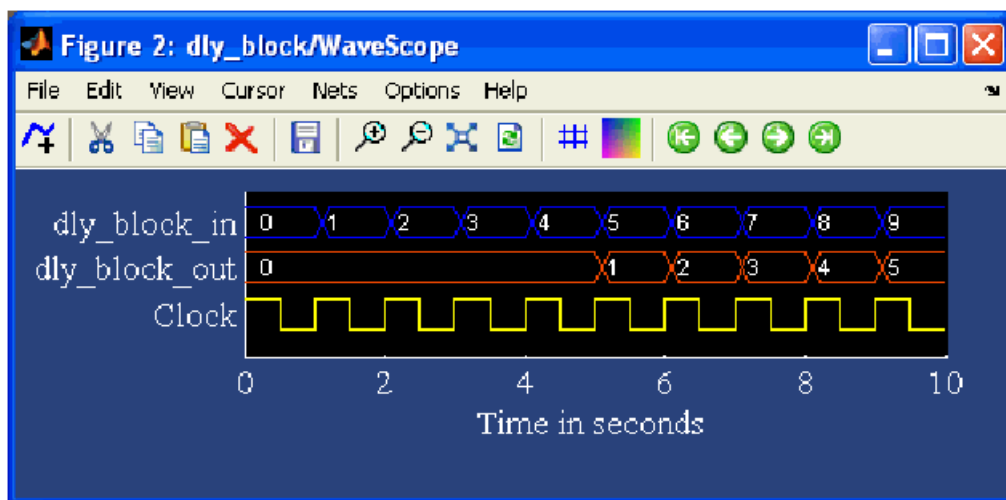 Figure 2: dly_block/WaveScope
File Edit View Cursor Nets Options Help
dly_block_in 0 1 2 3 4 5 6 7 8 9
dly_block_out 0 1 2 3 4 5
Clock
0 2 4 6 8 10
Time in seconds